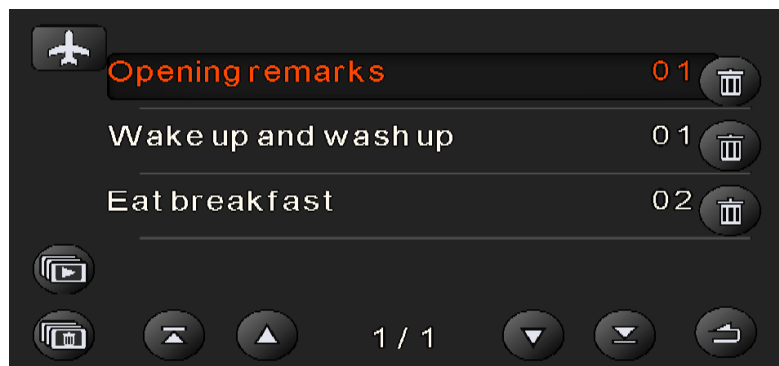 Opening remarks 01
Wake up and wash up 01
Eat breakfast 02
1/1